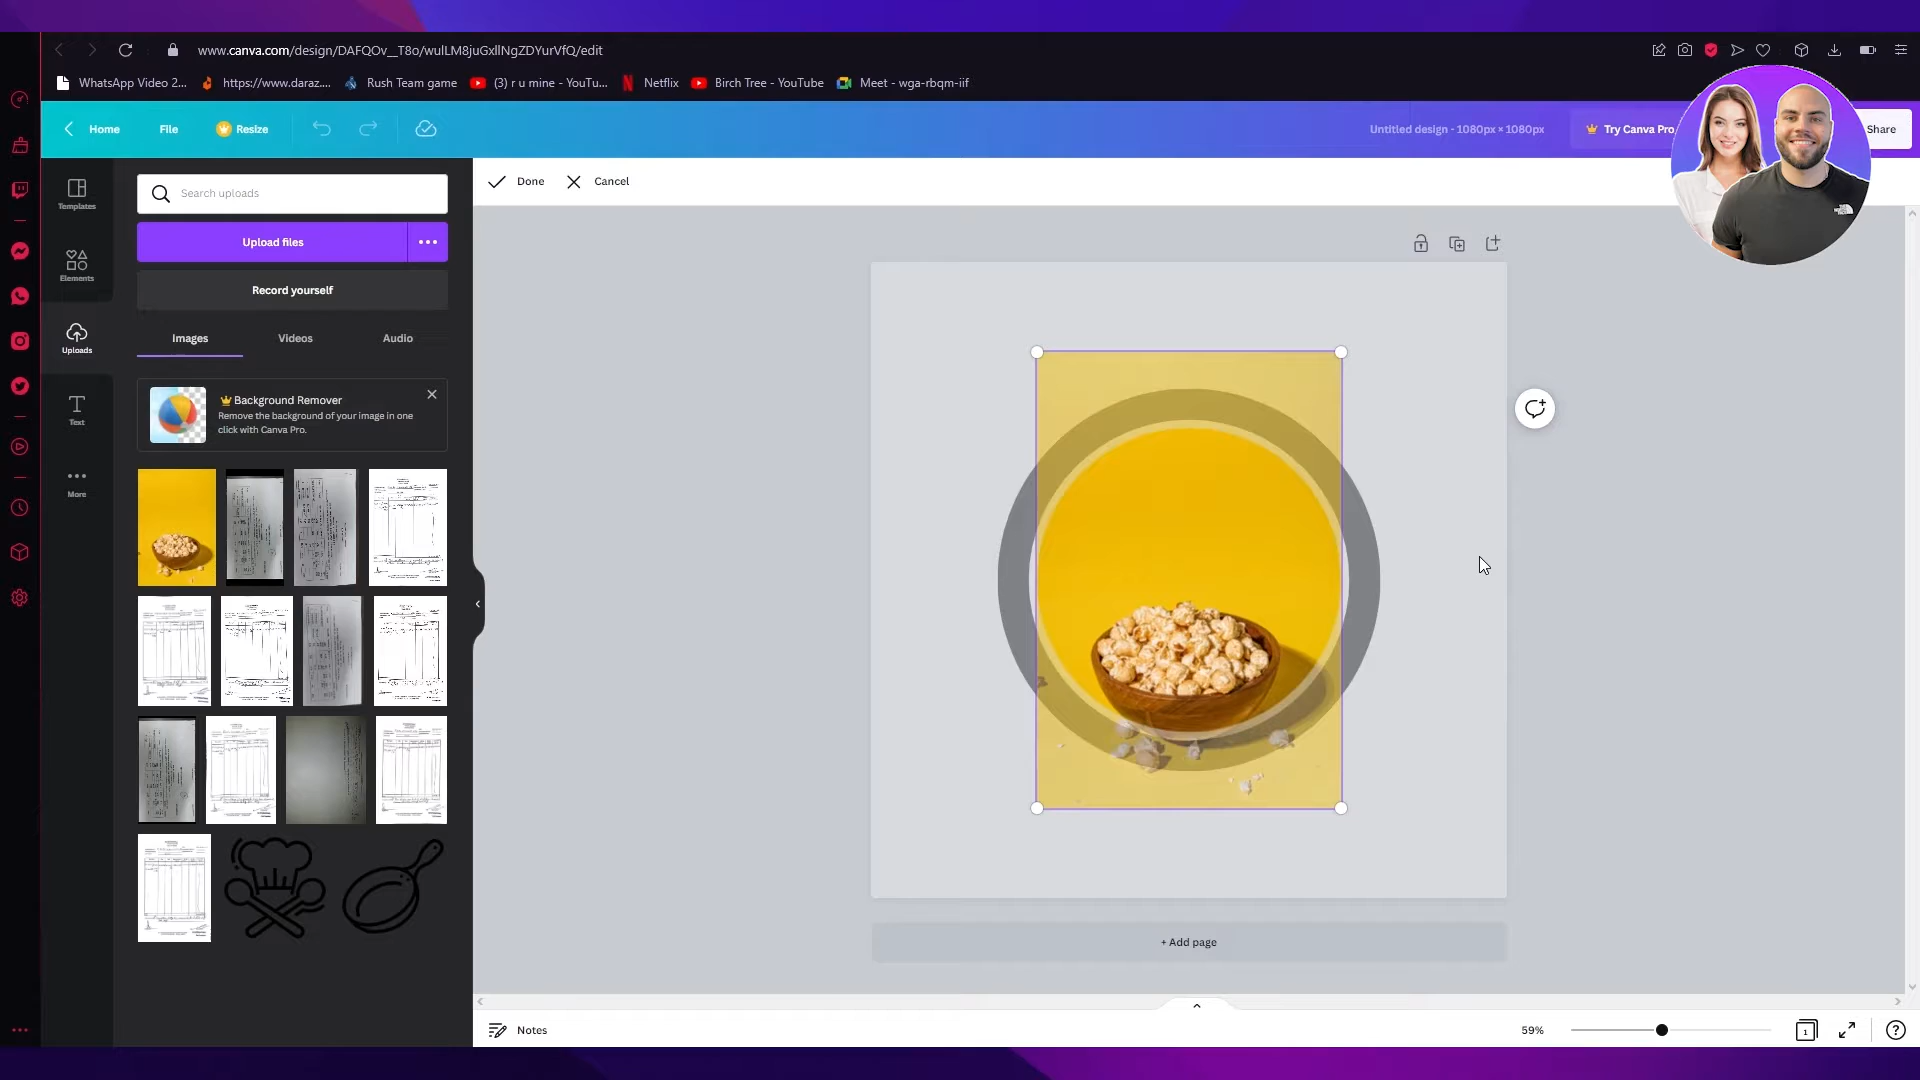 www.canva.com/design/DAFQOv__T8o/wulLM8juGxllNgZDYurVfQ/edit
WhatsApp Video 2...
https://www.daraz....
Rush Team game
(3) r u mine - YouTu...
Netflix
Birch Tree - YouTube
Meet - wga-rbqm-iif
Home
File
Resize
Untitled design - 1080px × 1080px
Try Canva Pro
Share
Templates
Elements
Uploads
Text
More
Search uploads
Upload files
Record yourself
Images
Videos
Audio
Background Remover
Remove the background of your image in one
click with Canva Pro.
Done
Cancel
+ Add page
Notes
59%
1